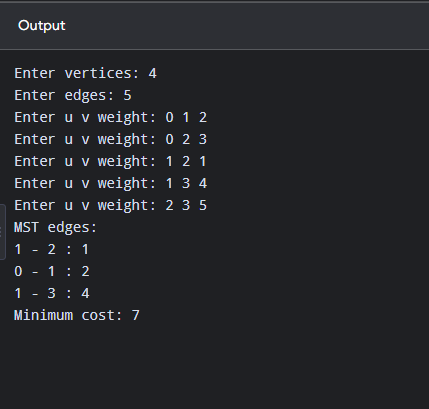 Output
Enter vertices: 4
Enter edges: 5
Enter u v weight: 0 1 2
Enter u v weight: 0 2 3
Enter u v weight: 1 2 1
Enter u v weight: 1 3 4
Enter u v weight: 2 3 5
MST edges:
1 - 2 : 1
0 - 1 : 2
1 - 3 : 4
Minimum cost: 7